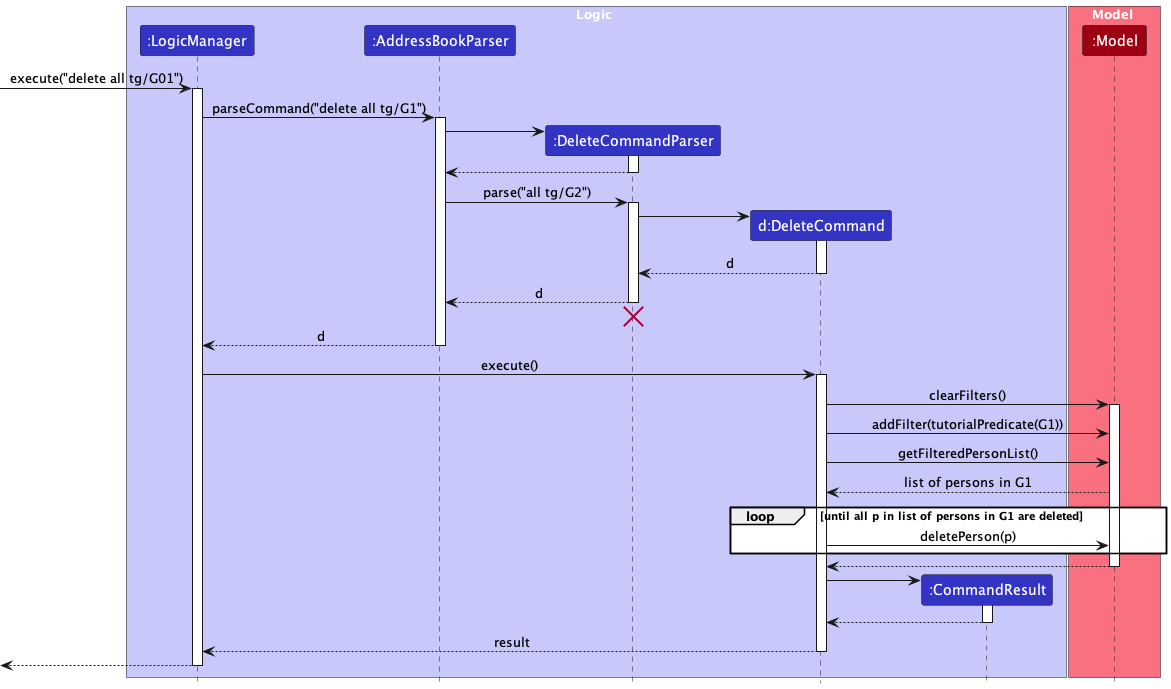 Logic
Model
:LogicManager
:AddressBookParser
:Model
execute("delete all tg/G01")
parseCommand("delete all tg/G1")
:DeleteCommandParser
parse("all tg/G2")
d:DeleteCommand
d
d
d
execute()
clearFilters()
addFilter(tutorialPredicate(G1))
getFilteredPersonList()
list of persons in G1
loop [until all p in list of persons in G1 are deleted]
deletePerson(p)
:CommandResult
result